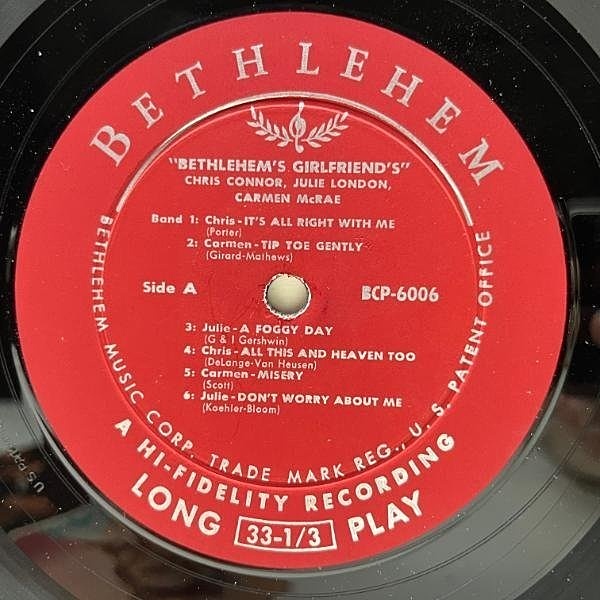 BETHLEHEM
"BETHLEHEM'S GIRLFRIEND'S"
CHRIS CONNOR, JULIE LONDON,
CARMEN McRAE
Band 1: Chris-IT'S ALL RIGHT WITH ME
(Porter)
2: Carmen-TIP TOE GENTLY
(Girard-Mathews)
Side A BCP-6006
3: Julie-A FOGGY DAY
(G & I Gershwin)
4: Chris-ALL THIS AND HEAVEN TOO
(DeLange-Van Heusen)
5: Carmen-MISERY
(Scott)
6: Julie-DON'T WORRY ABOUT ME
(Koehler-Bloom)
BETHLEHEM MUSIC CORP. TRADE MARK REG., U. S. PATENT OFFICE
A HI-FIDELITY RECORDING
LONG 33-1/3 PLAY